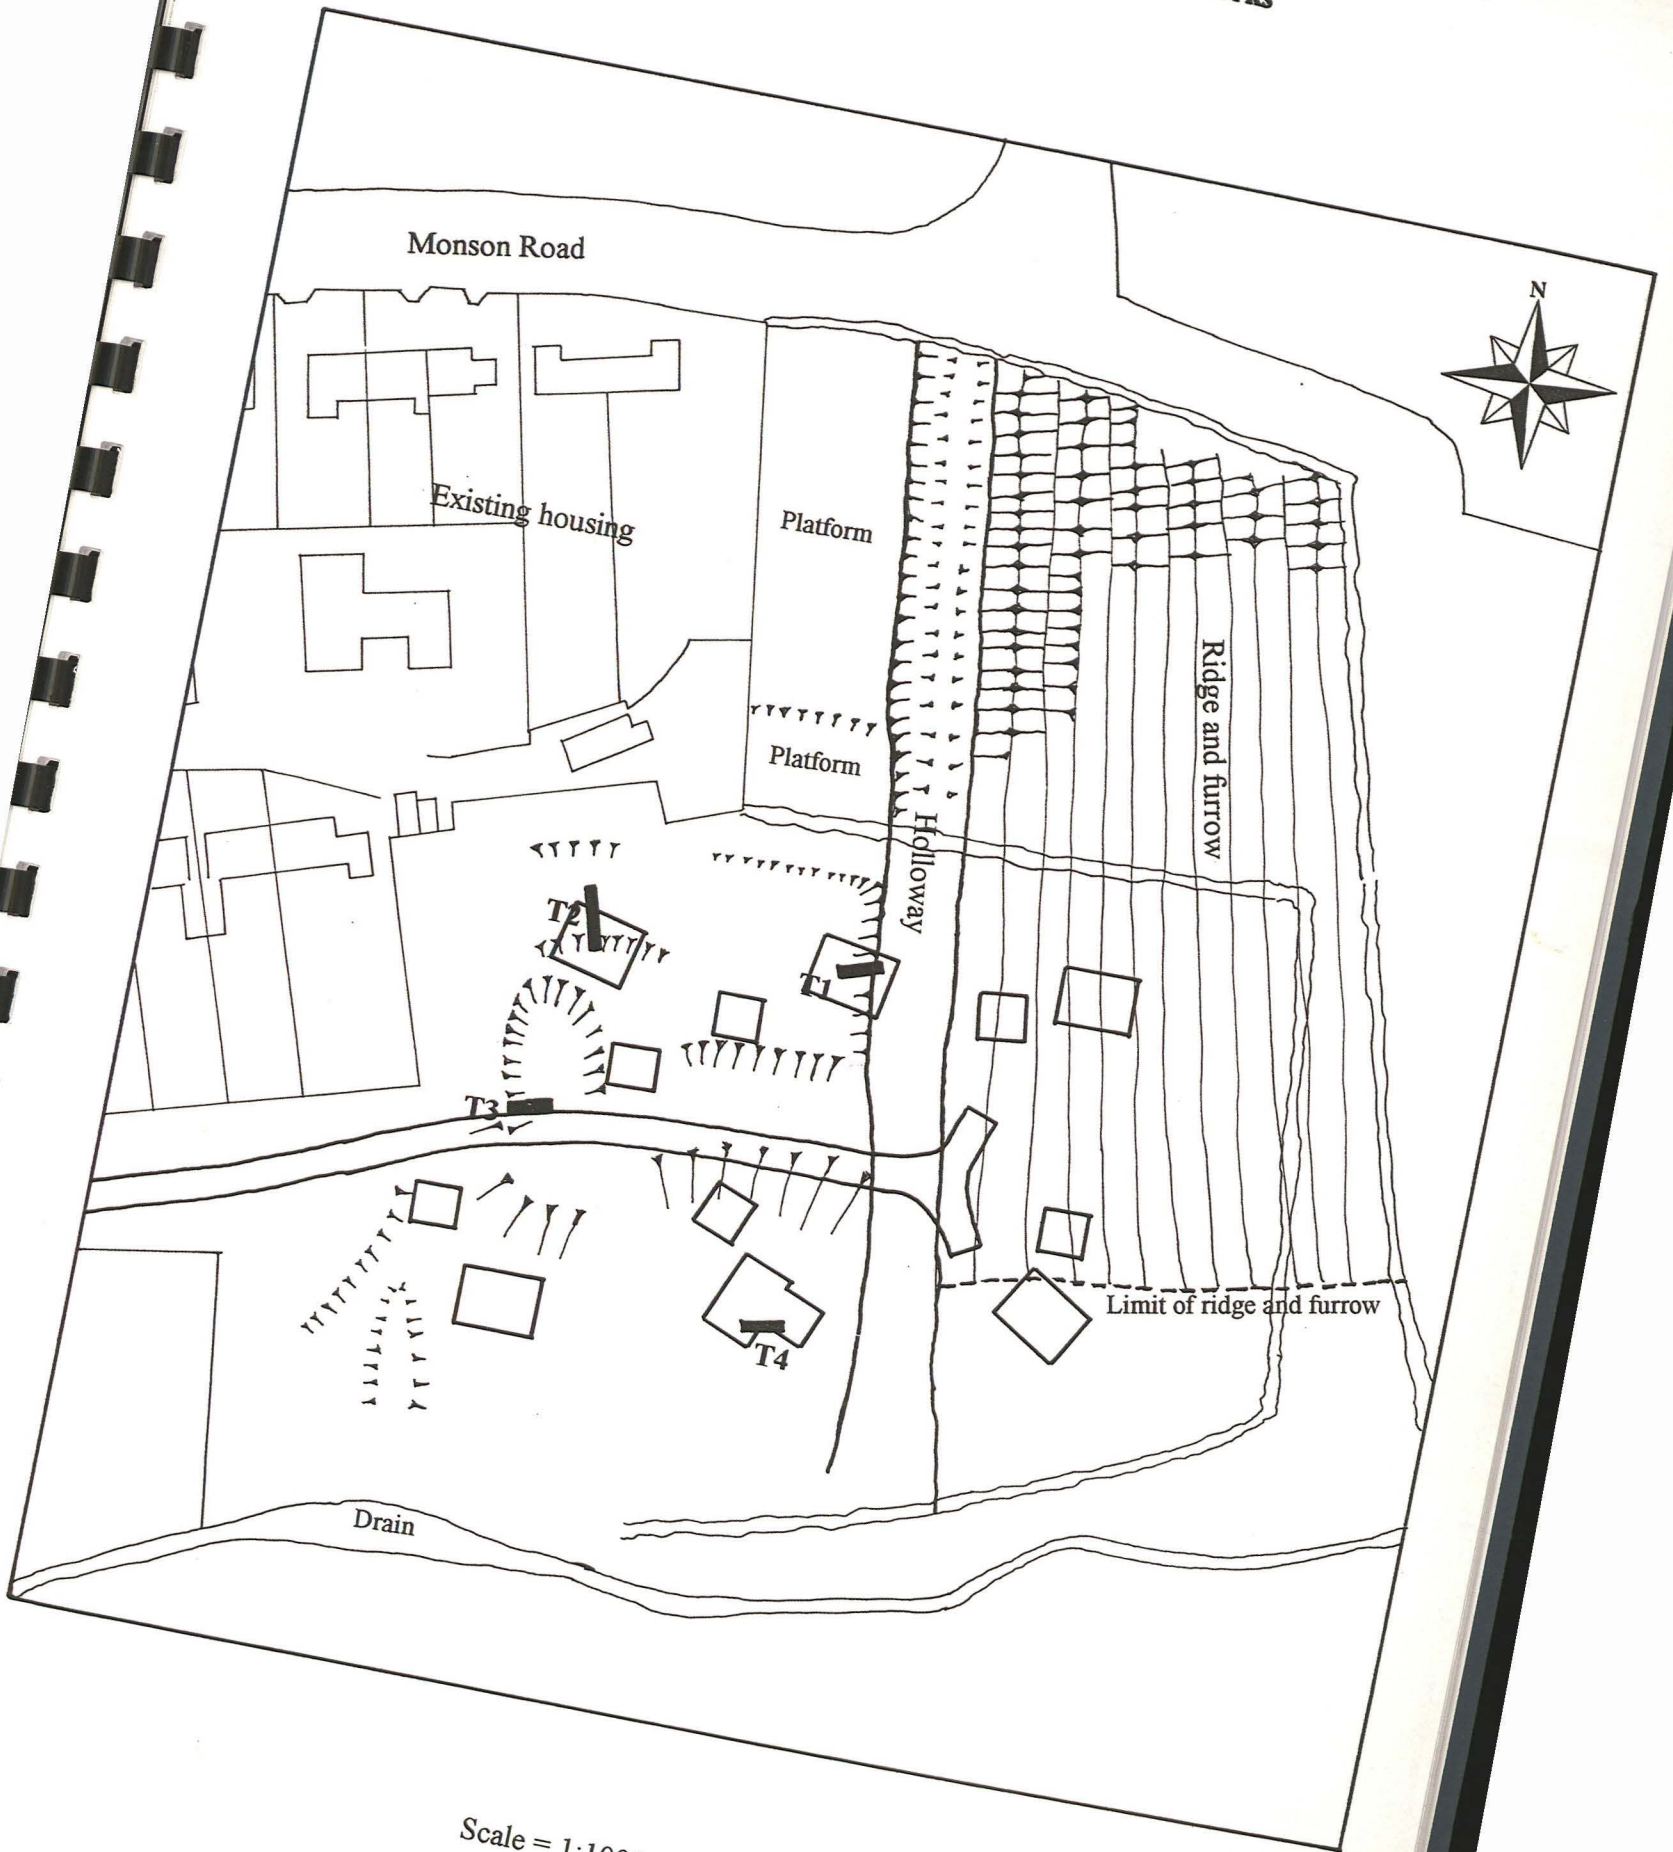 Monson Road
N
Existing housing
Platform
Ridge and furrow
Platform
Holloway
T2
T1
T3
Limit of ridge and furrow
T4
Drain
Scale =